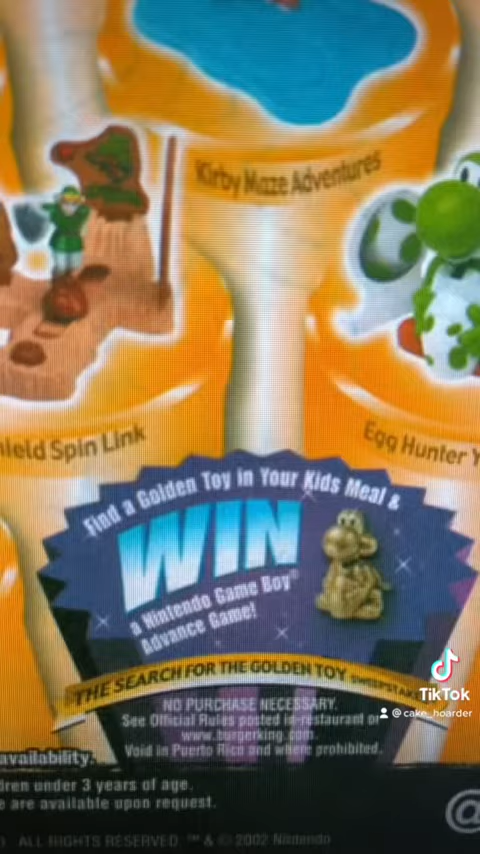 Kirby Maze Adventures
ield Spin Link
Egg Hunter Y
Find a Golden Toy in Your Kids Meal &
WIN
a Nintendo Game Boy®
Advance Game!
THE SEARCH FOR THE GOLDEN TOY SWEEPSTAKE
NO PURCHASE NECESSARY.
See Official Rules posted in-restaurant or
www.burgerking.com.
Void in Puerto Rico and where prohibited.
availability.
dren under 3 years of age.
e are available upon request.
ALL RIGHTS RESERVED. ™ & © 2002 Nintendo
@
TikTok
@cake_hoarder